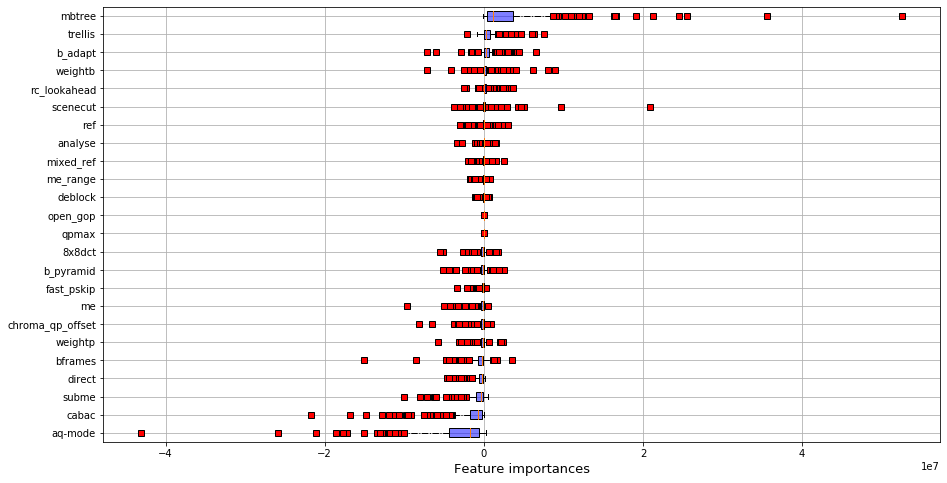 mbtree
trellis
b_adapt
weightb
rc_lookahead
scenecut
ref
analyse
mixed_ref
me_range
deblock
open_gop
qpmax
8x8dct
b_pyramid
fast_pskip
me
chroma_qp_offset
weightp
bframes
direct
subme
cabac
aq-mode
−4 −2 0 2 4
1e7
Feature importances